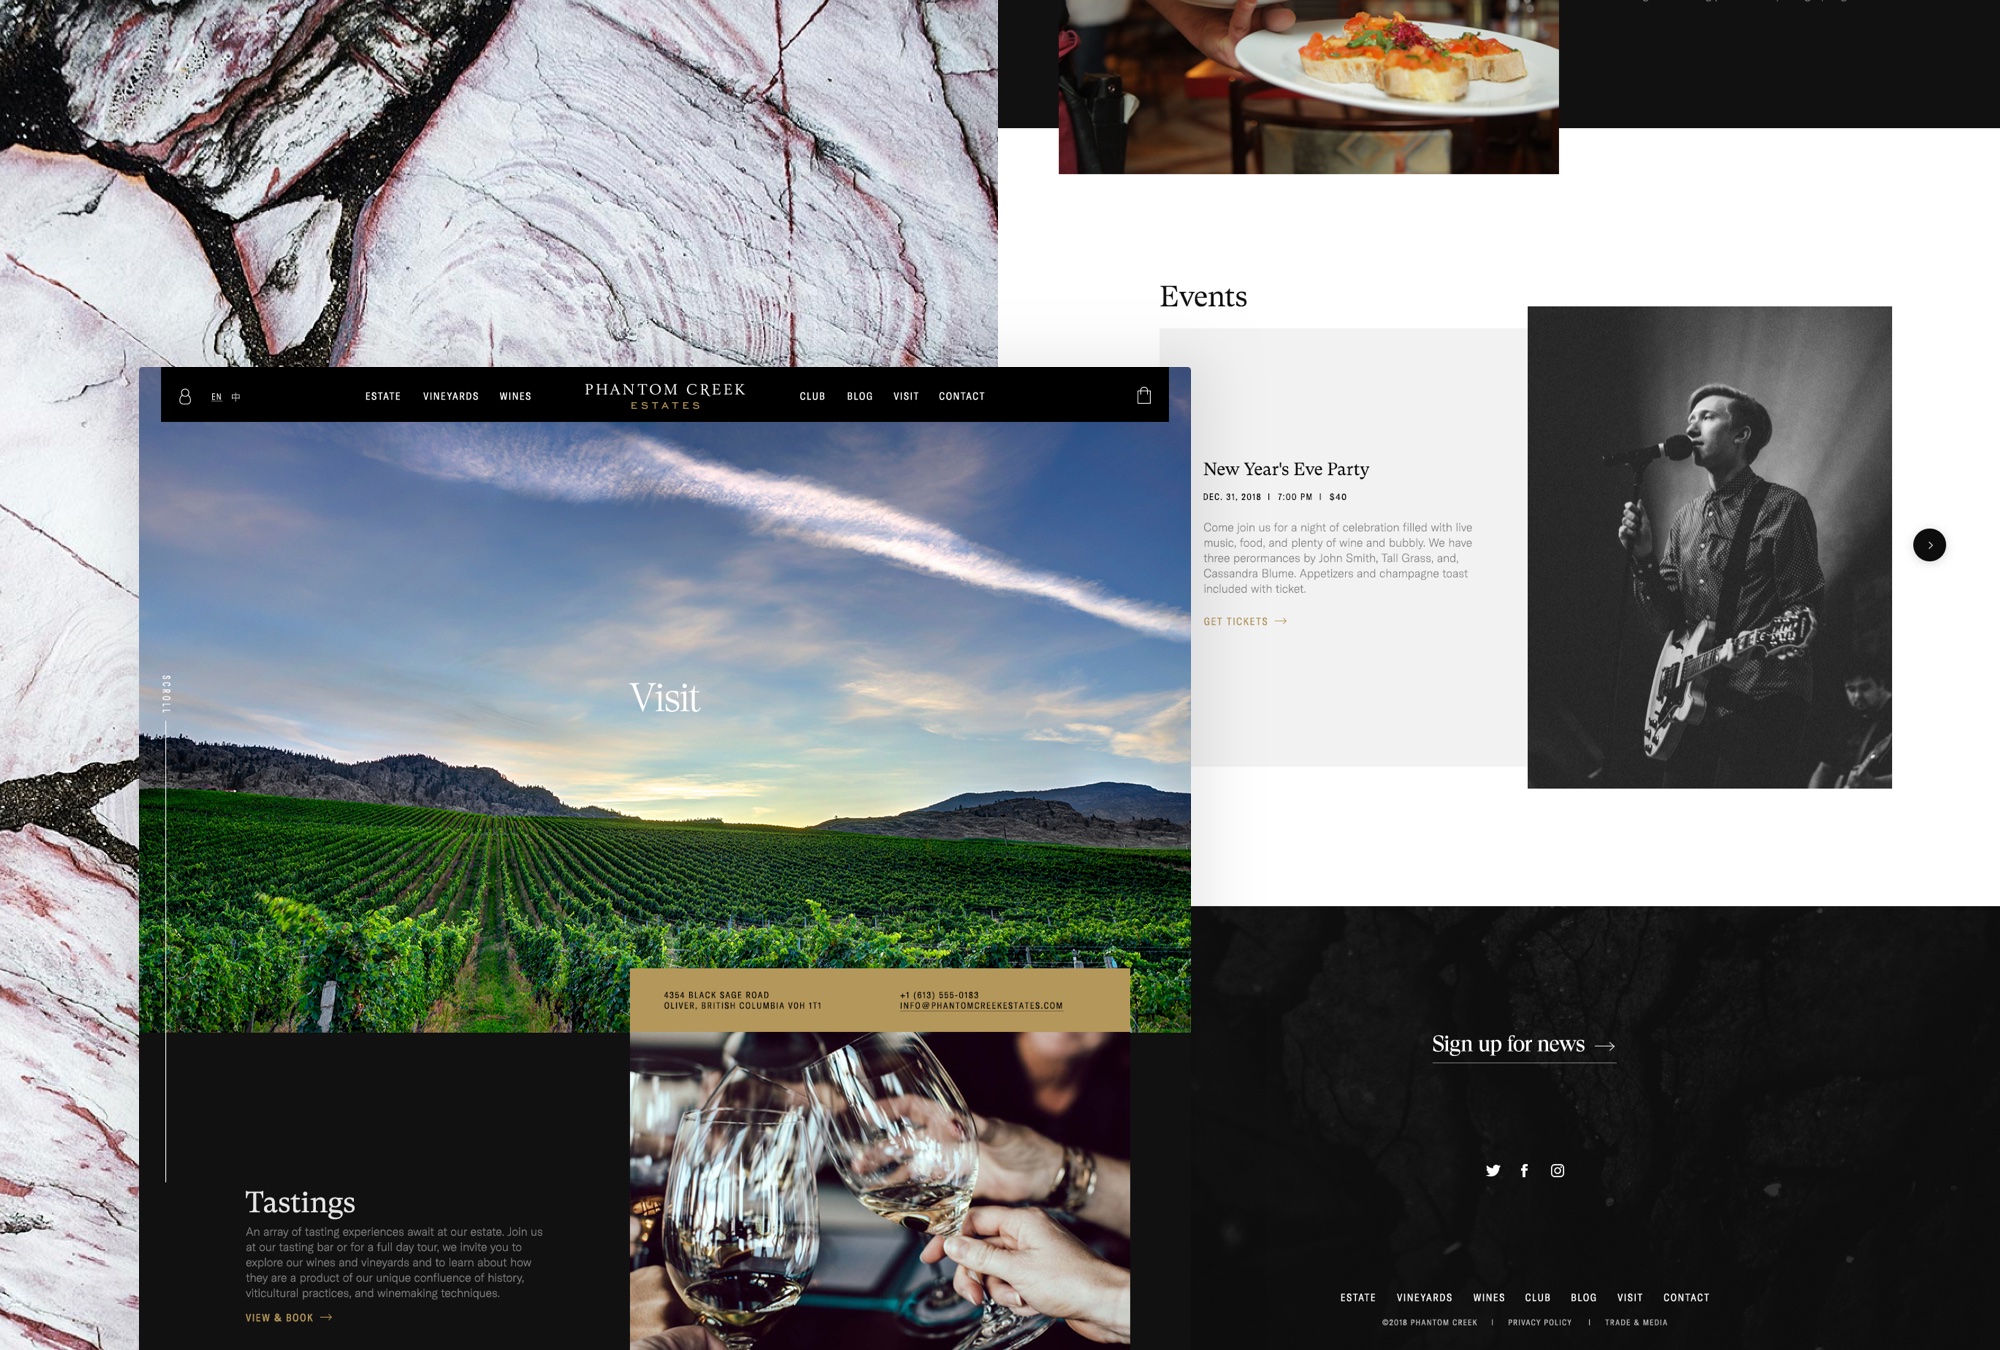 EN 中
ESTATE VINEYARDS WINES
PHANTOM CREEK
ESTATES
CLUB BLOG VISIT CONTACT
SCROLL
Visit
4354 BLACK SAGE ROAD
OLIVER, BRITISH COLUMBIA V0H 1T1
+1 (613) 555-0183
INFO@PHANTOMCREEKESTATES.COM
Tastings
An array of tasting experiences await at our estate. Join us
at our tasting bar or for a full day tour, we invite you to
explore our wines and vineyards and to learn about how
they are a product of our unique confluence of history,
viticultural practices, and winemaking techniques.
VIEW & BOOK →
Events
New Year's Eve Party
DEC. 31, 2018 | 7:00 PM | $40
Come join us for a night of celebration filled with live
music, food, and plenty of wine and bubbly. We have
three perormances by John Smith, Tall Grass, and,
Cassandra Blume. Appetizers and champagne toast
included with ticket.
GET TICKETS →
Sign up for news →
ESTATE VINEYARDS WINES CLUB BLOG VISIT CONTACT
©2018 PHANTOM CREEK | PRIVACY POLICY | TRADE & MEDIA